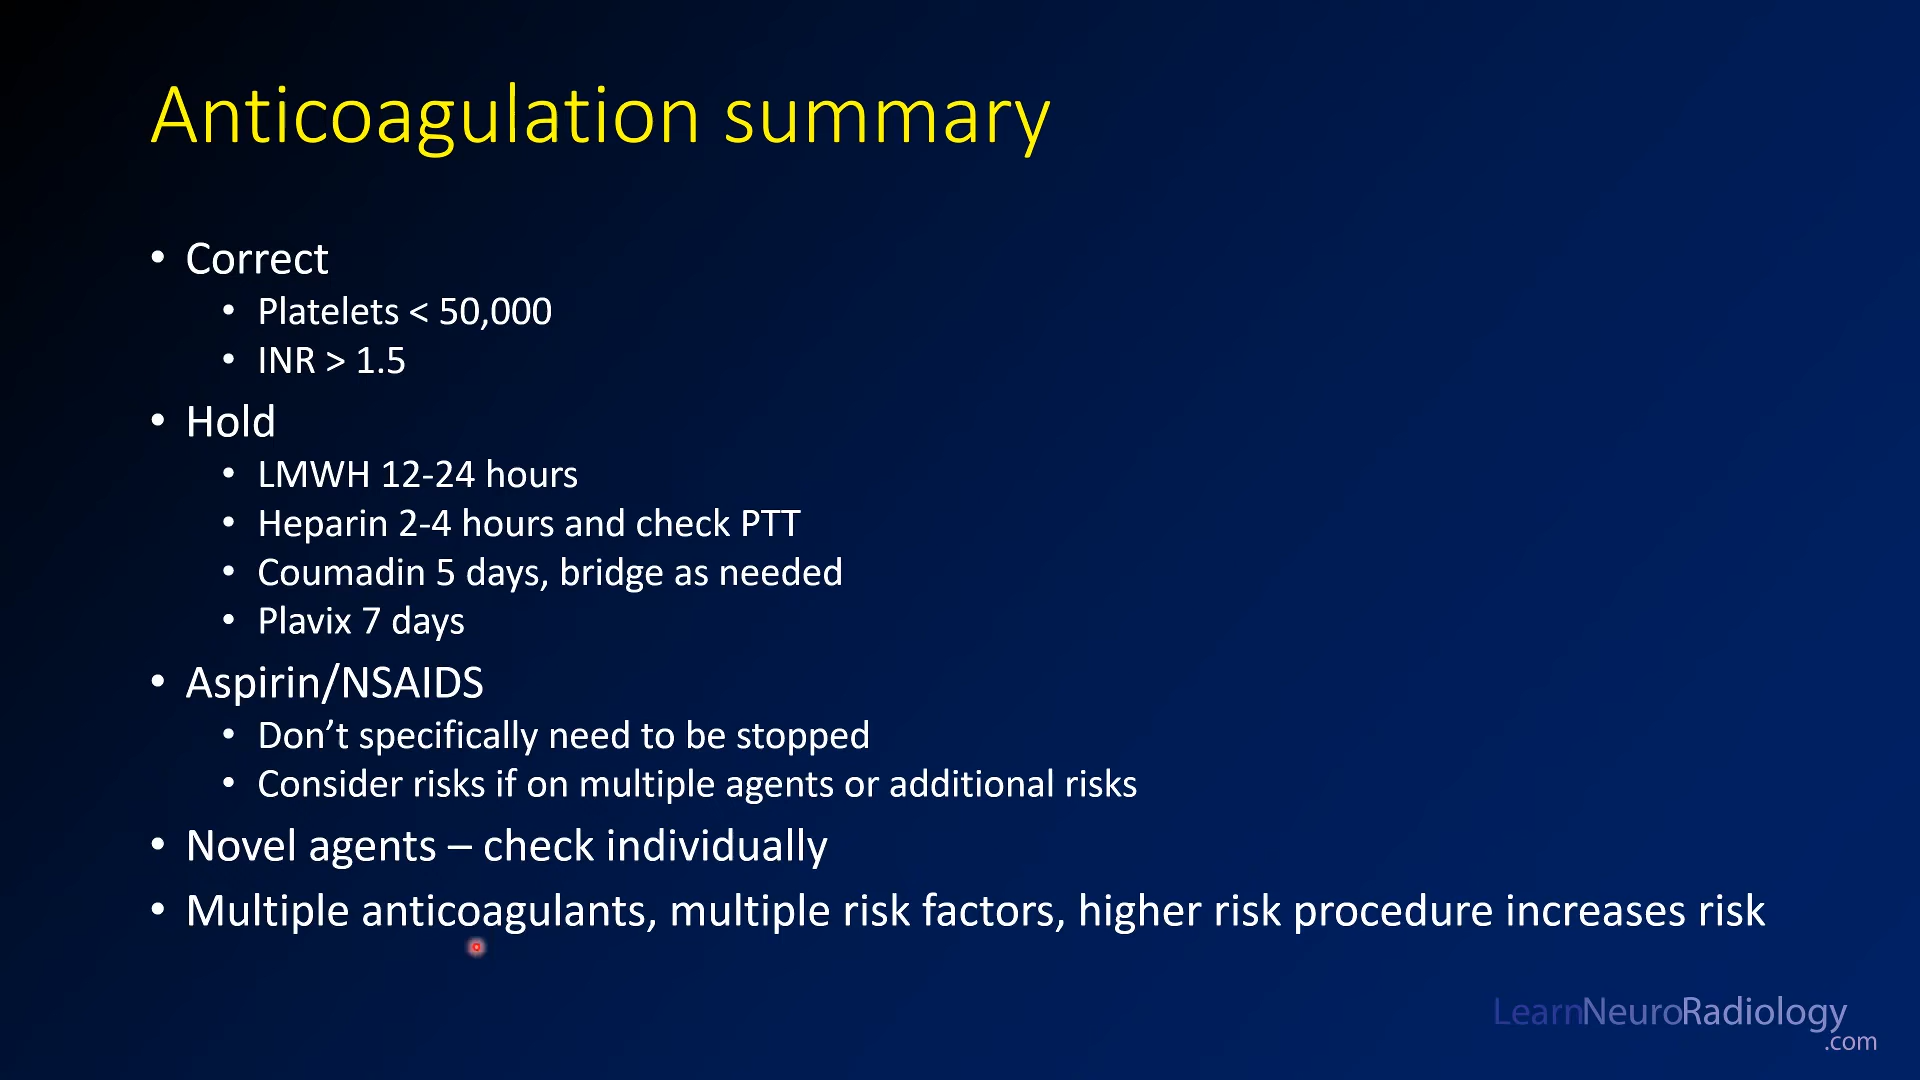 Anticoagulation summary
• Correct
• Platelets < 50,000
• INR > 1.5
• Hold
• LMWH 12-24 hours
• Heparin 2-4 hours and check PTT
• Coumadin 5 days, bridge as needed
• Plavix 7 days
• Aspirin/NSAIDS
• Don’t specifically need to be stopped
• Consider risks if on multiple agents or additional risks
• Novel agents – check individually
• Multiple anticoagulants, multiple risk factors, higher risk procedure increases risk
LearnNeuroRadiology
.com